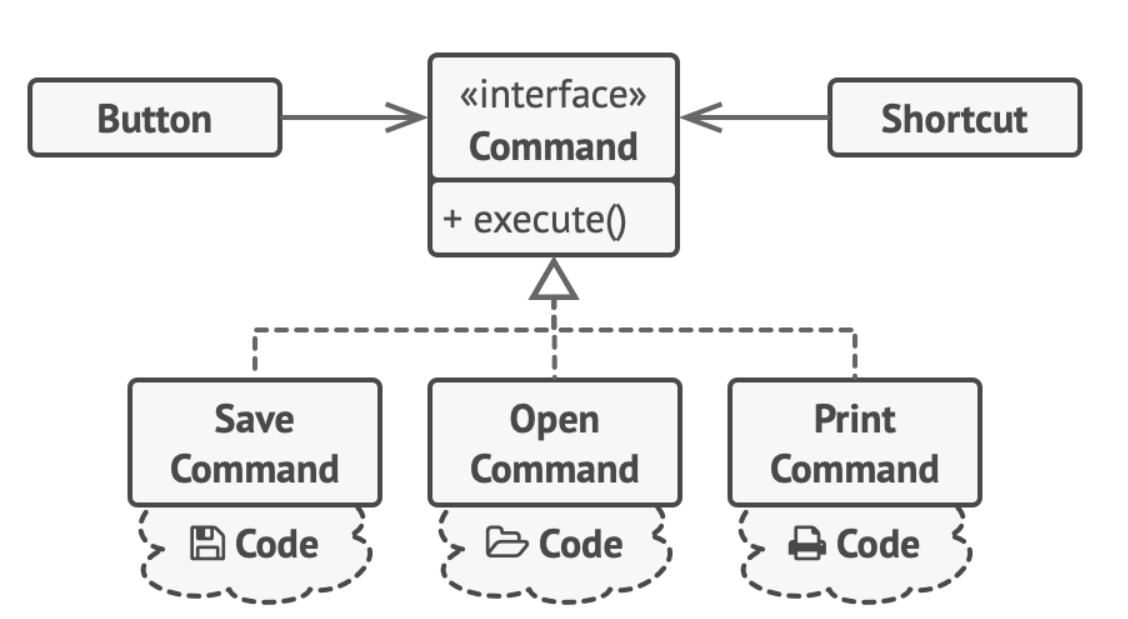 Button
«interface»
Command
+ execute()
Shortcut
Save
Command
Code
Open
Command
Code
Print
Command
Code